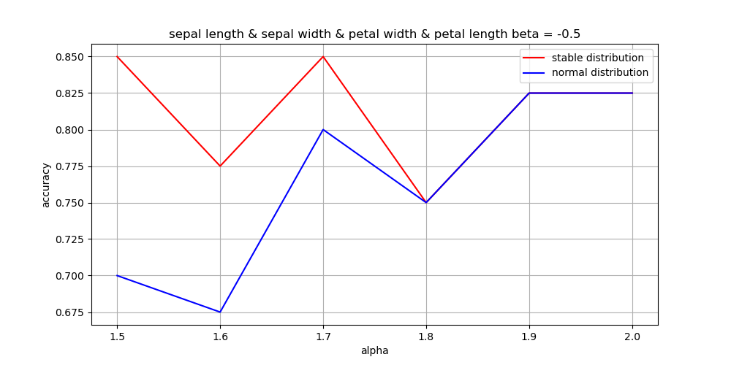 sepal length & sepal width & petal width & petal length beta = -0.5
stable distribution
normal distribution
0.850
0.825
0.800
0.775
0.750
0.725
0.700
0.675
accuracy
1.5 1.6 1.7 1.8 1.9 2.0
alpha